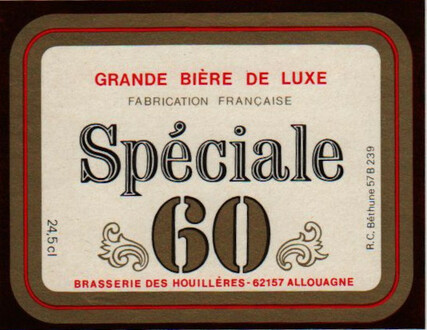 GRANDE BIÈRE DE LUXE
FABRICATION FRANÇAISE
Spéciale
60
24,5 cl
R.C. Béthune 57 B 239
BRASSERIE DES HOUILLÈRES - 62157 ALLOUAGNE